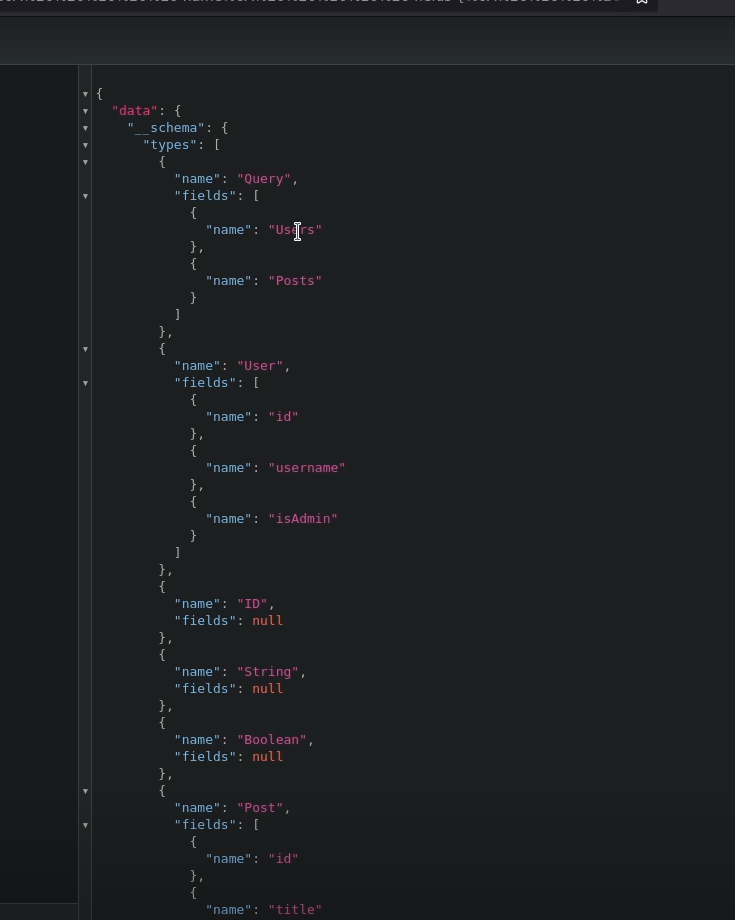 {
"data": {
"__schema": {
"types": [
{
"name": "Query",
"fields": [
{
"name": "Users"
},
{
"name": "Posts"
}
]
},
{
"name": "User",
"fields": [
{
"name": "id"
},
{
"name": "username"
},
{
"name": "isAdmin"
}
]
},
{
"name": "ID",
"fields": null
},
{
"name": "String",
"fields": null
},
{
"name": "Boolean",
"fields": null
},
{
"name": "Post",
"fields": [
{
"name": "id"
},
{
"name": "title"